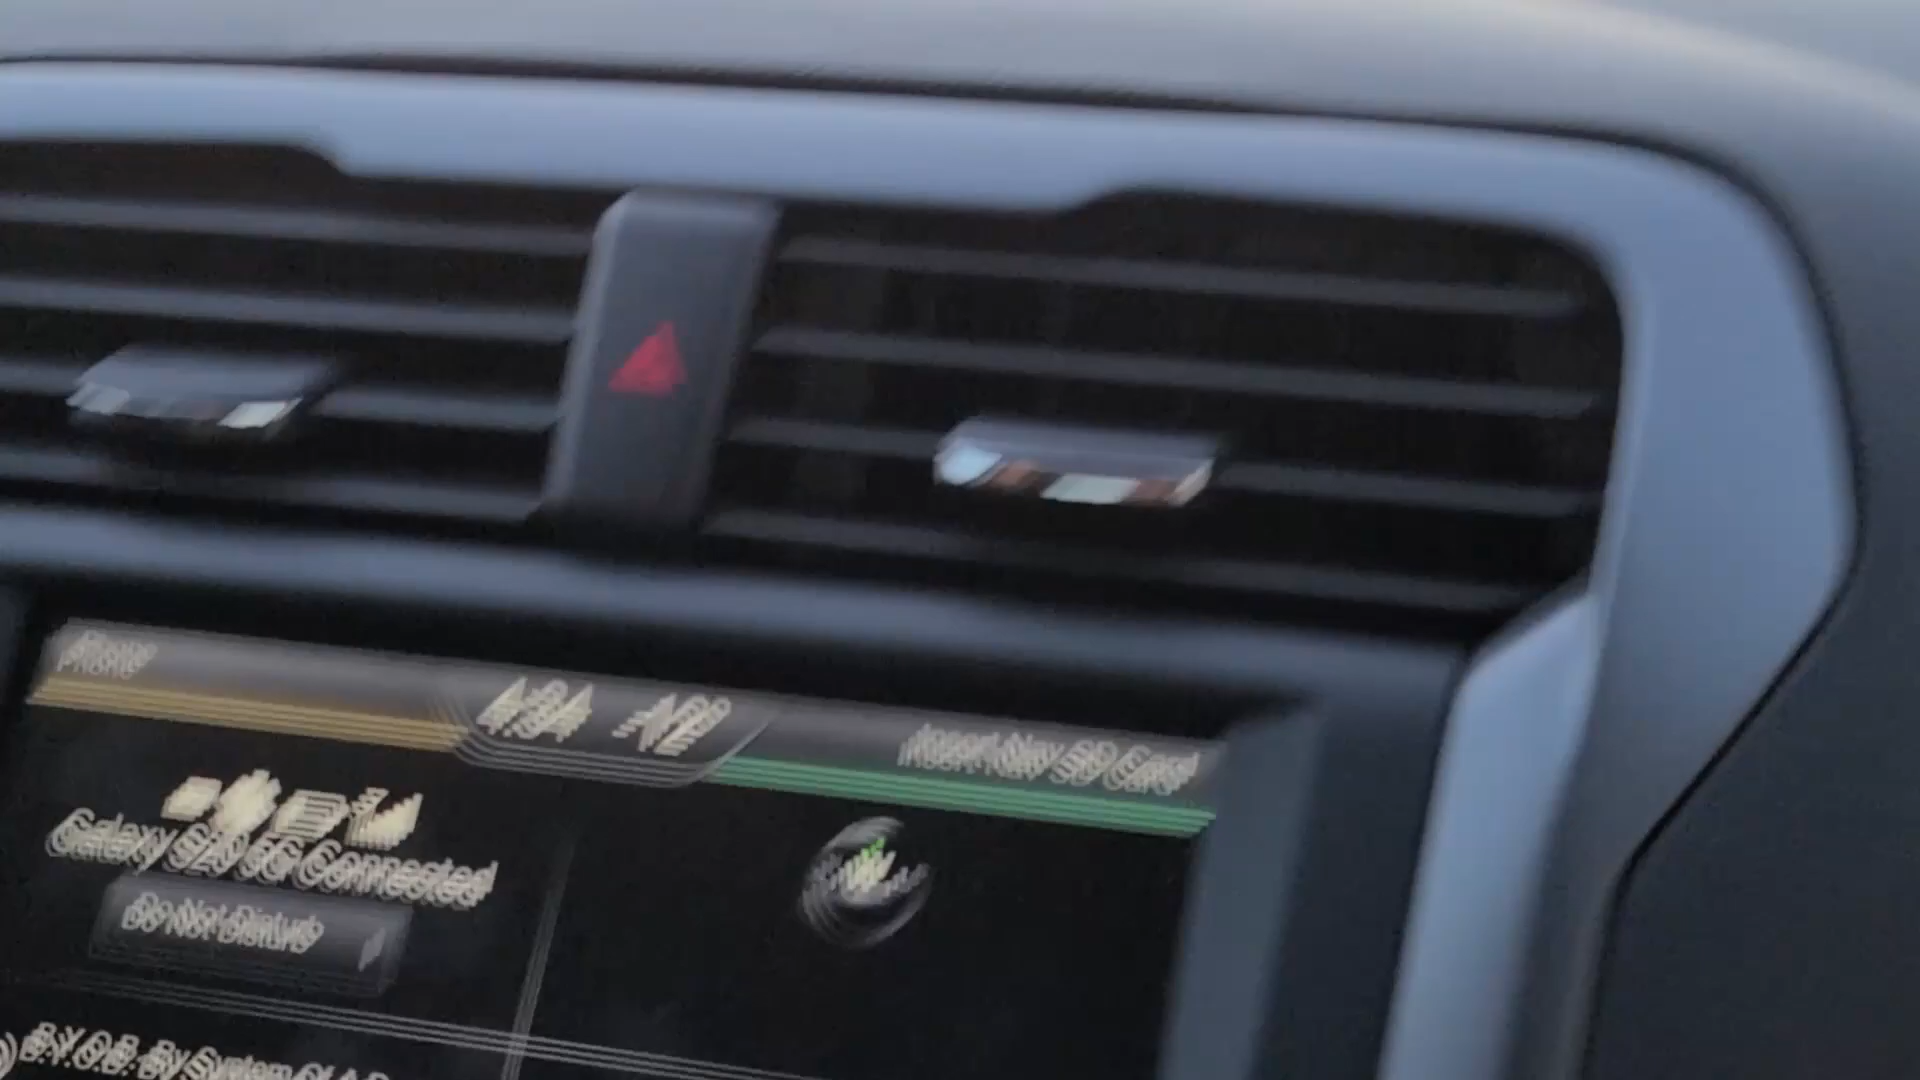 Phone
Insert Nav SD Card
Galaxy S20 5G Connected
Do Not Disturb
B.Y.O.B. By System Of A